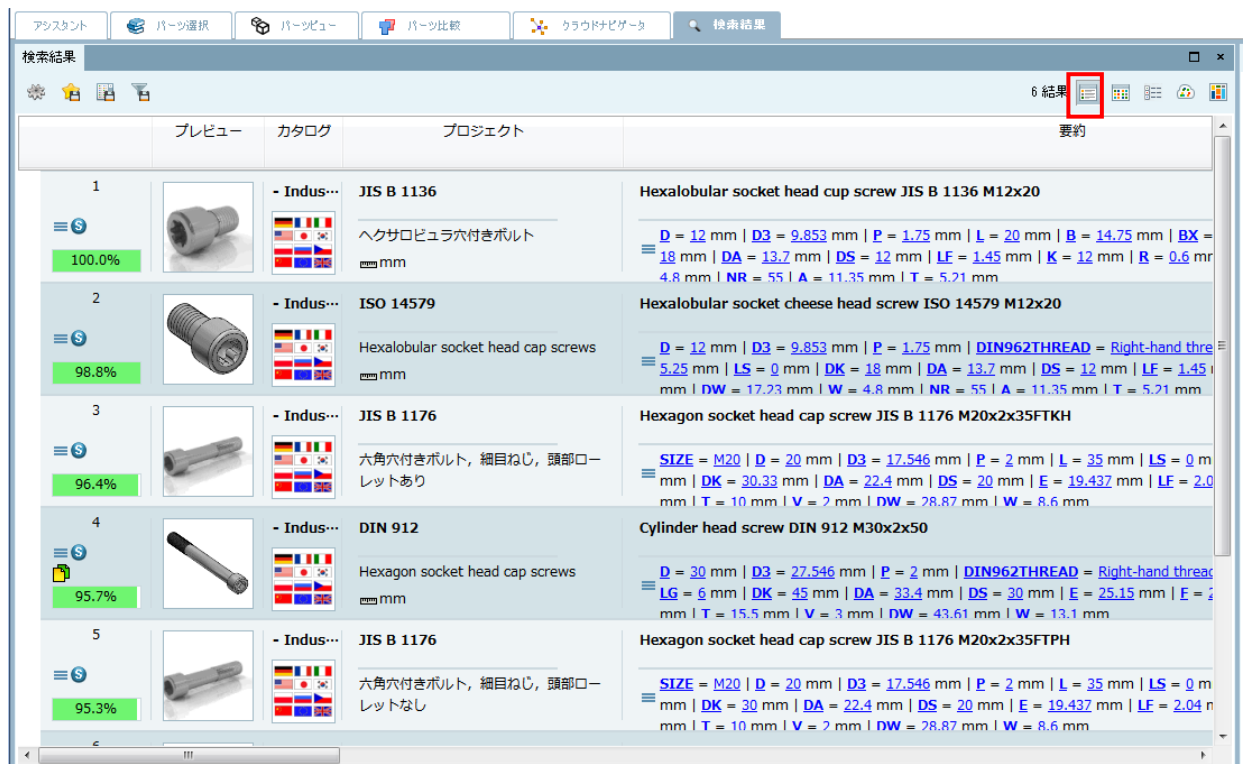 アシスタント パーツ選択 パーツビュー パーツ比較 クラウドナビゲータ 検索結果
検索結果
6 結果
プレビュー カタログ プロジェクト 要約
1 - Indus… JIS B 1136 Hexalobular socket head cup screw JIS B 1136 M12x20
S ヘクサロビュラ穴付きボルト D = 12 mm | D3 = 9.853 mm | P = 1.75 mm | L = 20 mm | B = 14.75 mm | BX =
100.0% mm 18 mm | DA = 13.7 mm | DS = 12 mm | LF = 1.45 mm | K = 12 mm | R = 0.6 mm
4.8 mm | NR = 55 | A = 11.35 mm | T = 5.21 mm
2 - Indus… ISO 14579 Hexalobular socket cheese head screw ISO 14579 M12x20
S Hexalobular socket head cap screws D = 12 mm | D3 = 9.853 mm | P = 1.75 mm | DIN962THREAD = Right-hand thre
98.8% mm 5.25 mm | LS = 0 mm | DK = 18 mm | DA = 13.7 mm | DS = 12 mm | LF = 1.45
mm | DW = 17.23 mm | W = 4.8 mm | NR = 55 | A = 11.35 mm | T = 5.21 mm
3 - Indus… JIS B 1176 Hexagon socket head cap screw JIS B 1176 M20x2x35FTKH
S 六角穴付きボルト，細目ねじ，頭部ロー SIZE = M20 | D = 20 mm | D3 = 17.546 mm | P = 2 mm | L = 35 mm | LS = 0 m
96.4% レットあり mm | DK = 30.33 mm | DA = 22.4 mm | DS = 20 mm | E = 19.437 mm | LF = 2.0
mm | T = 10 mm | V = 2 mm | DW = 28.87 mm | W = 8.6 mm
4 - Indus… DIN 912 Cylinder head screw DIN 912 M30x2x50
S Hexagon socket head cap screws D = 30 mm | D3 = 27.546 mm | P = 2 mm | DIN962THREAD = Right-hand thread
95.7% mm LG = 6 mm | DK = 45 mm | DA = 33.4 mm | DS = 30 mm | E = 25.15 mm | F = 2
mm | T = 15.5 mm | V = 3 mm | DW = 43.61 mm | W = 13.1 mm
5 - Indus… JIS B 1176 Hexagon socket head cap screw JIS B 1176 M20x2x35FTPH
S 六角穴付きボルト，細目ねじ，頭部ロー SIZE = M20 | D = 20 mm | D3 = 17.546 mm | P = 2 mm | L = 35 mm | LS = 0 m
95.3% レットなし mm | DK = 30 mm | DA = 22.4 mm | DS = 20 mm | E = 19.437 mm | LF = 2.04
mm | T = 10 mm | V = 2 mm | DW = 28.87 mm | W = 8.6 mm